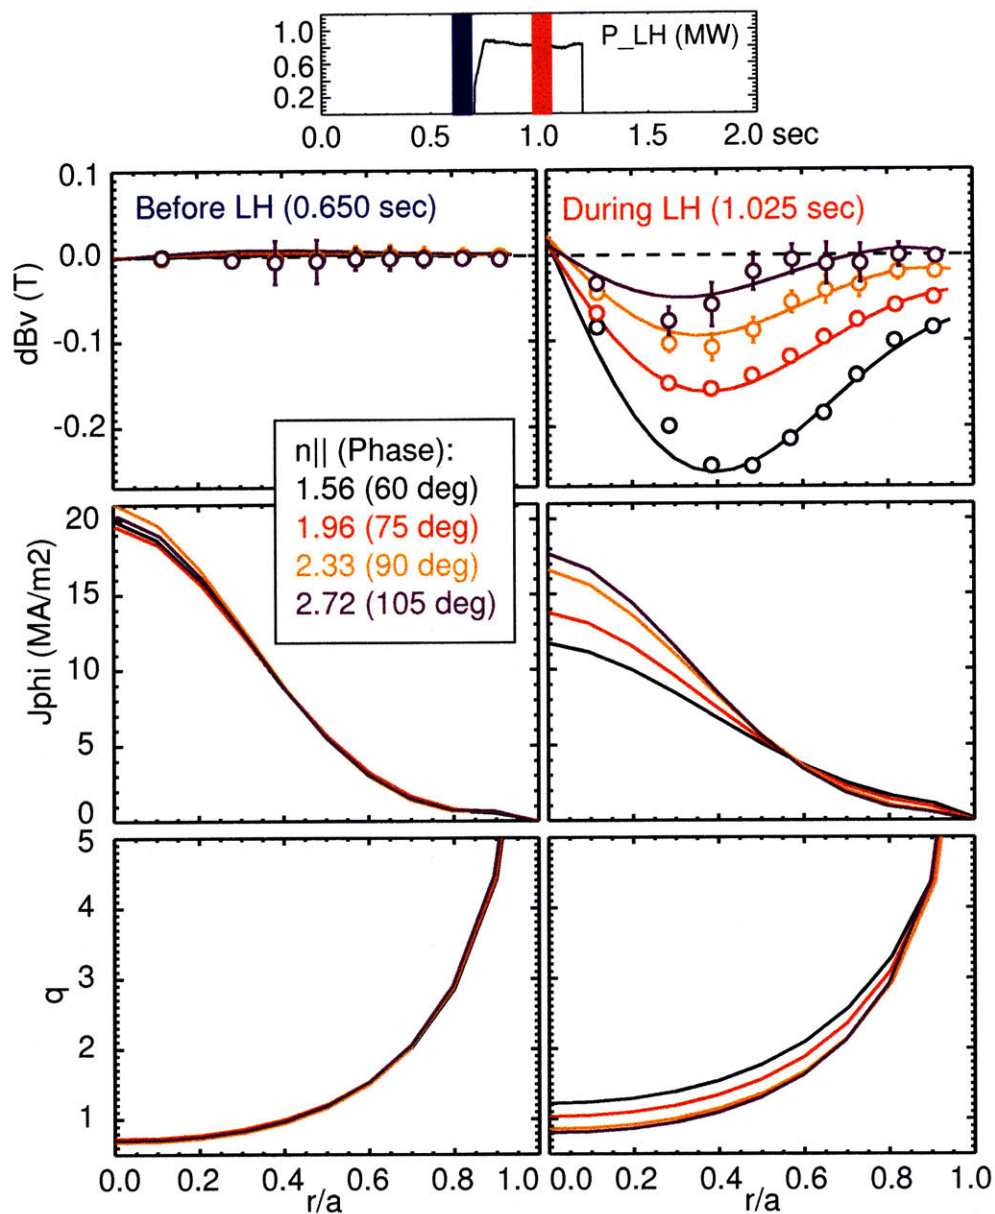 1.0
0.6
0.2
P_LH (MW)
0.0 0.5 1.0 1.5 2.0 sec
0.1
0.0
-0.1
-0.2
dBv (T)
Before LH (0.650 sec)
During LH (1.025 sec)
n|| (Phase):
1.56 (60 deg)
1.96 (75 deg)
2.33 (90 deg)
2.72 (105 deg)
20
15
10
5
0
Jphi (MA/m2)
5
4
3
2
1
q
0.0 0.2 0.4 0.6 0.8 1.0
r/a
0.0 0.2 0.4 0.6 0.8 1.0
r/a